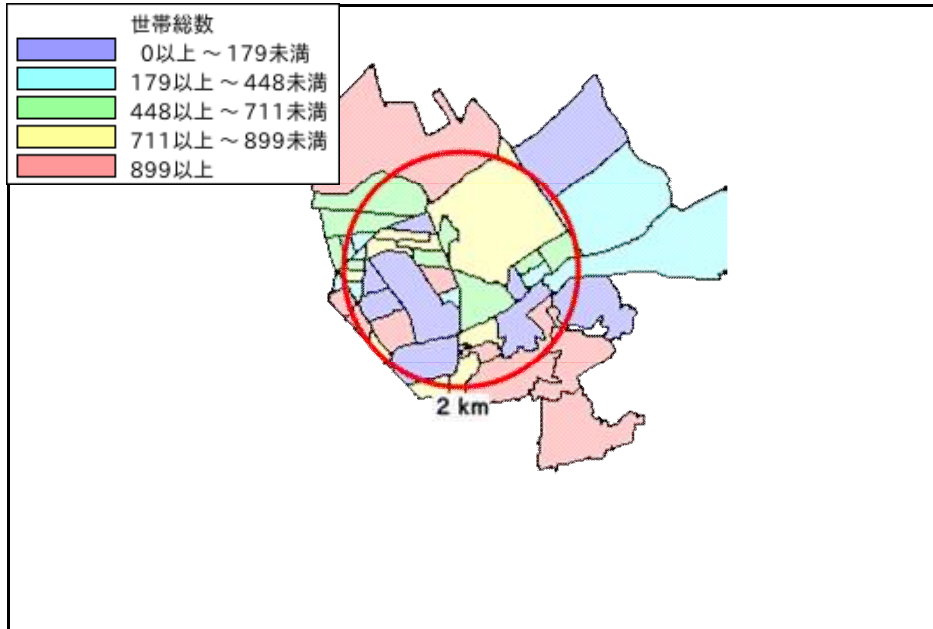 世帯総数
0以上 ～ 179未満
179以上 ～ 448未満
448以上 ～ 711未満
711以上 ～ 899未満
899以上
2 km